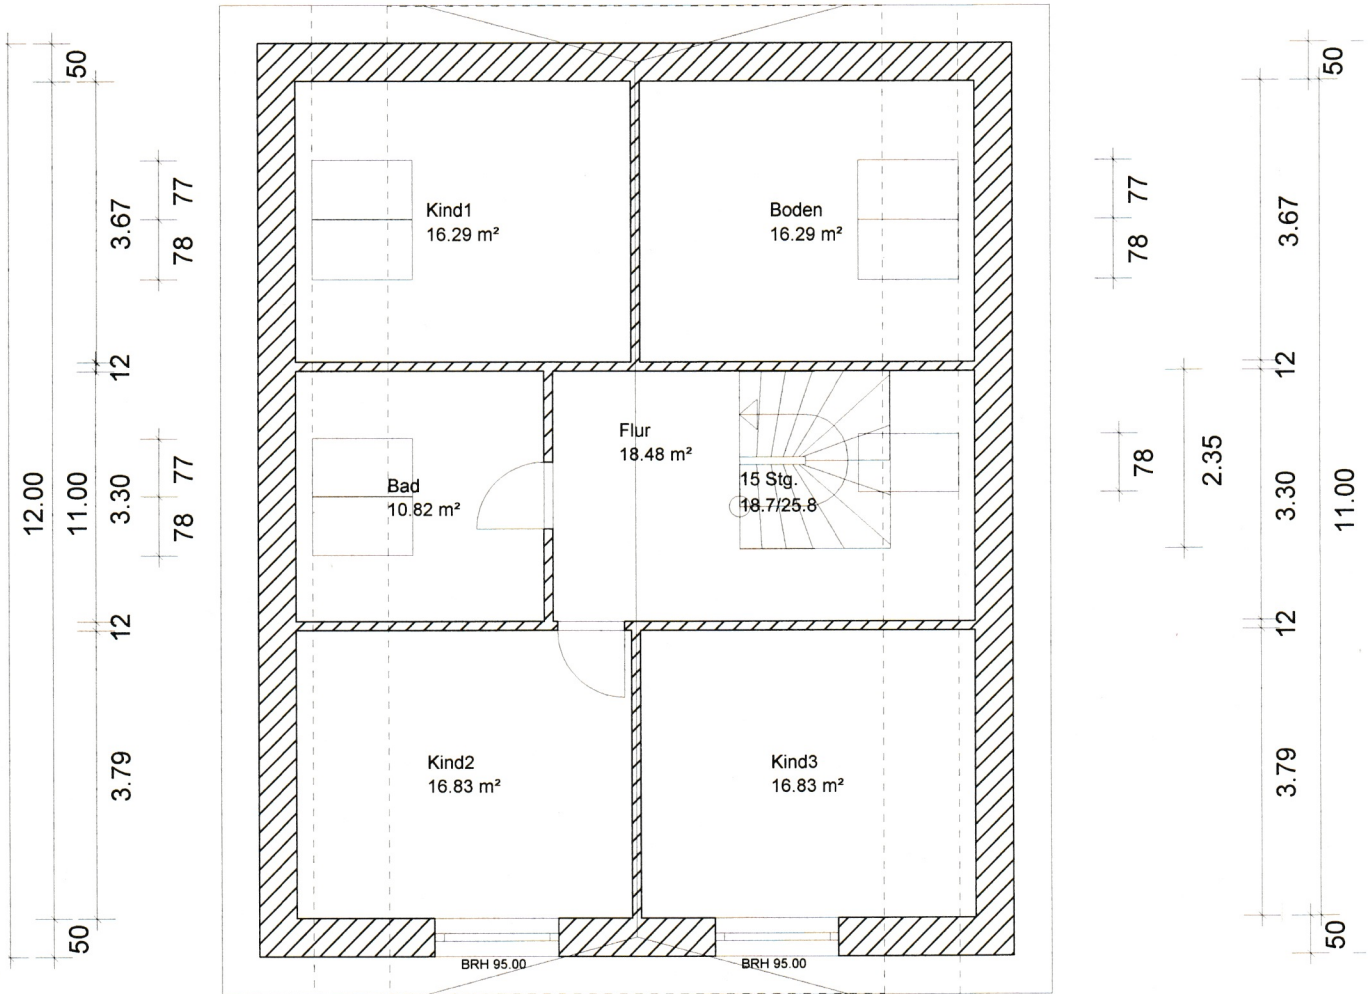 Kind1
16.29 m²
Boden
16.29 m²
Flur
18.48 m²
15 Stg.
18.7/25.8
Bad
10.82 m²
Kind2
16.83 m²
Kind3
16.83 m²
BRH 95.00
BRH 95.00
12.00
50
11.00
50
3.67
12
3.30
12
3.79
77
78
77
78
77
78
78
2.35
3.67
12
3.30
12
3.79
50
11.00
50